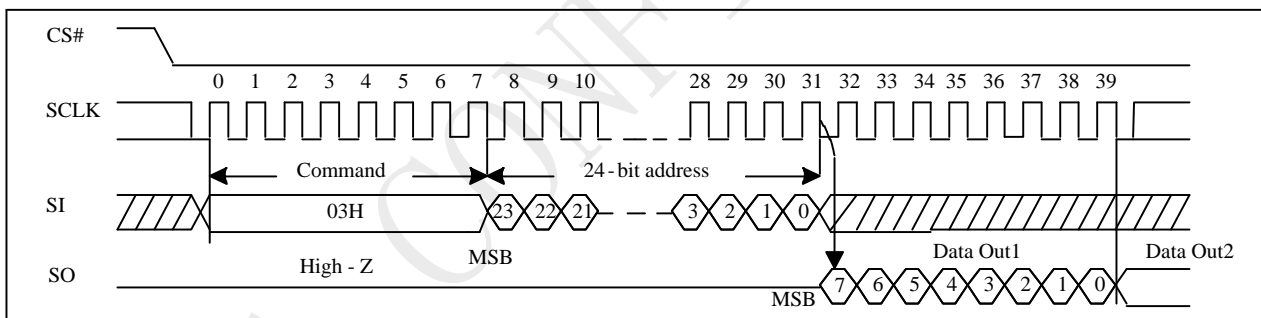 CS#
0 1 2 3 4 5 6 7 8 9 10 28 29 30 31 32 33 34 35 36 37 38 39
SCLK
Command 24-bit address
SI 03H 23 22 21 3 2 1 0
High - Z MSB Data Out1 Data Out2
SO MSB 7 6 5 4 3 2 1 0